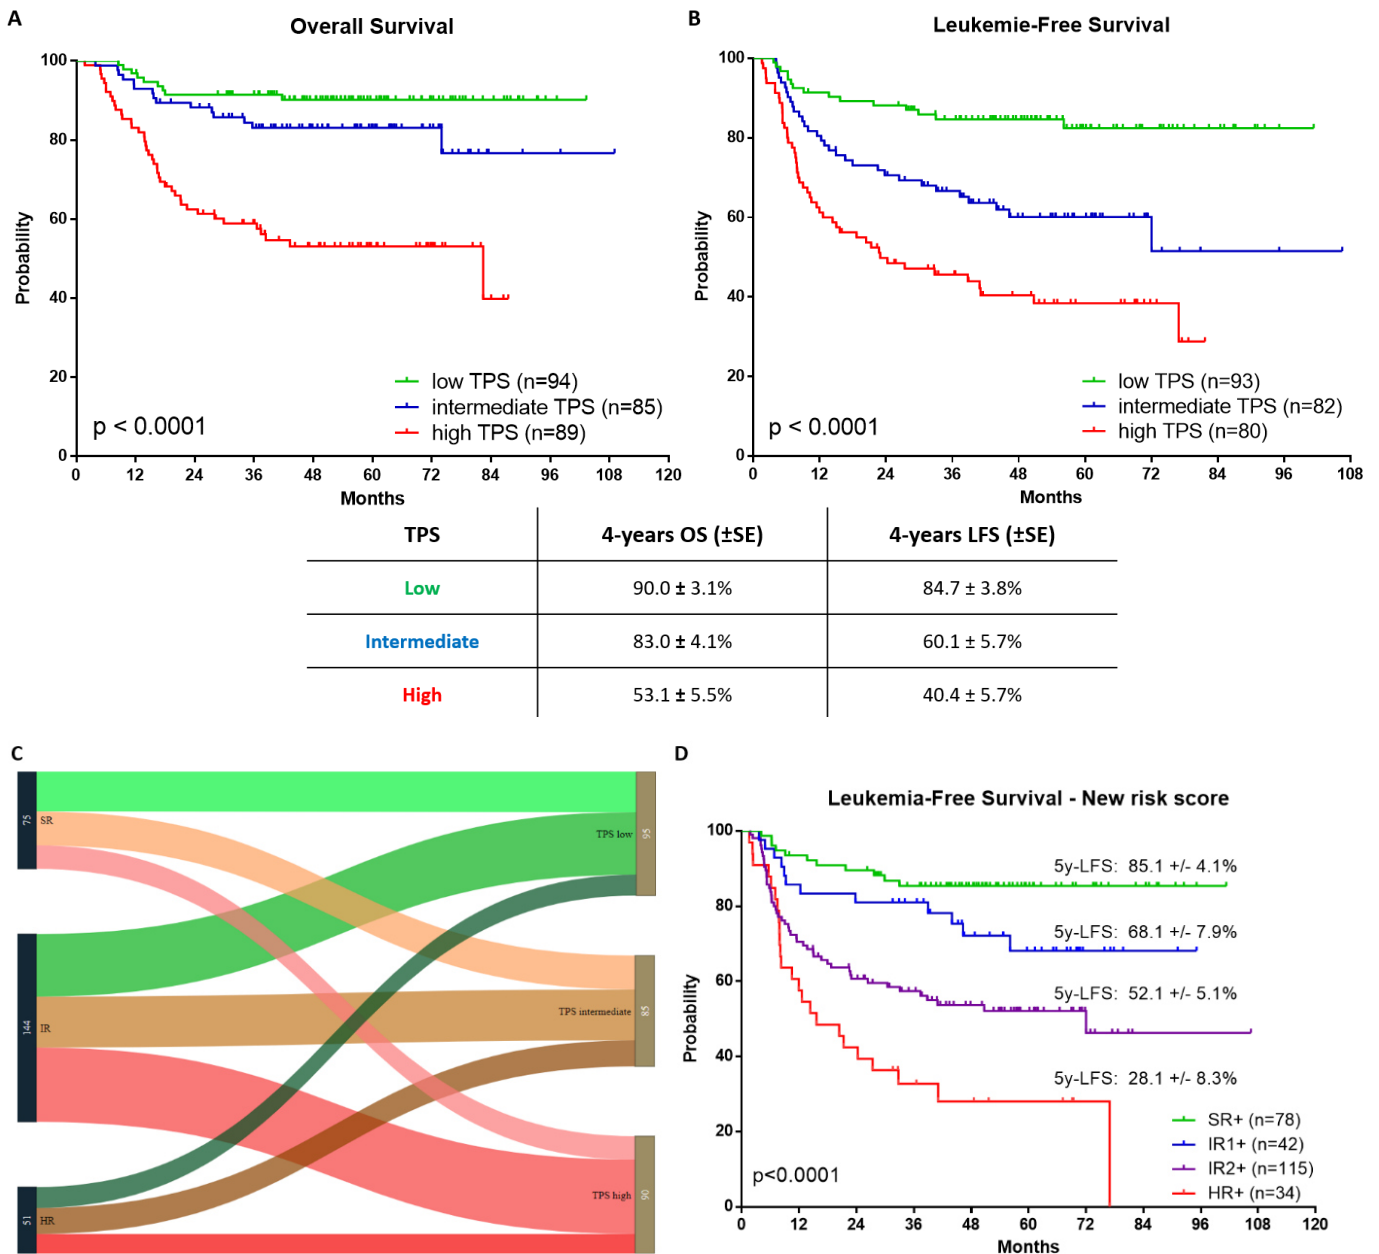 A
Overall Survival
100
80
60
40
20
0
Probability
low TPS (n=94)
intermediate TPS (n=85)
high TPS (n=89)
p < 0.0001
0 12 24 36 48 60 72 84 96 108 120
Months
B
Leukemie-Free Survival
100
80
60
40
20
0
Probability
low TPS (n=93)
intermediate TPS (n=82)
high TPS (n=80)
p < 0.0001
0 12 24 36 48 60 72 84 96 108
Months
TPS 4-years OS (±SE) 4-years LFS (±SE)
Low 90.0 ± 3.1% 84.7 ± 3.8%
Intermediate 83.0 ± 4.1% 60.1 ± 5.7%
High 53.1 ± 5.5% 40.4 ± 5.7%
C
75
SR
144
IR
51
HR
TPS low
95
TPS intermediate
85
TPS high
90
D
Leukemia-Free Survival - New risk score
100
80
60
40
20
0
Probability
5y-LFS: 85.1 +/- 4.1%
5y-LFS: 68.1 +/- 7.9%
5y-LFS: 52.1 +/- 5.1%
5y-LFS: 28.1 +/- 8.3%
SR+ (n=78)
IR1+ (n=42)
IR2+ (n=115)
HR+ (n=34)
p<0.0001
0 12 24 36 48 60 72 84 96 108 120
Months